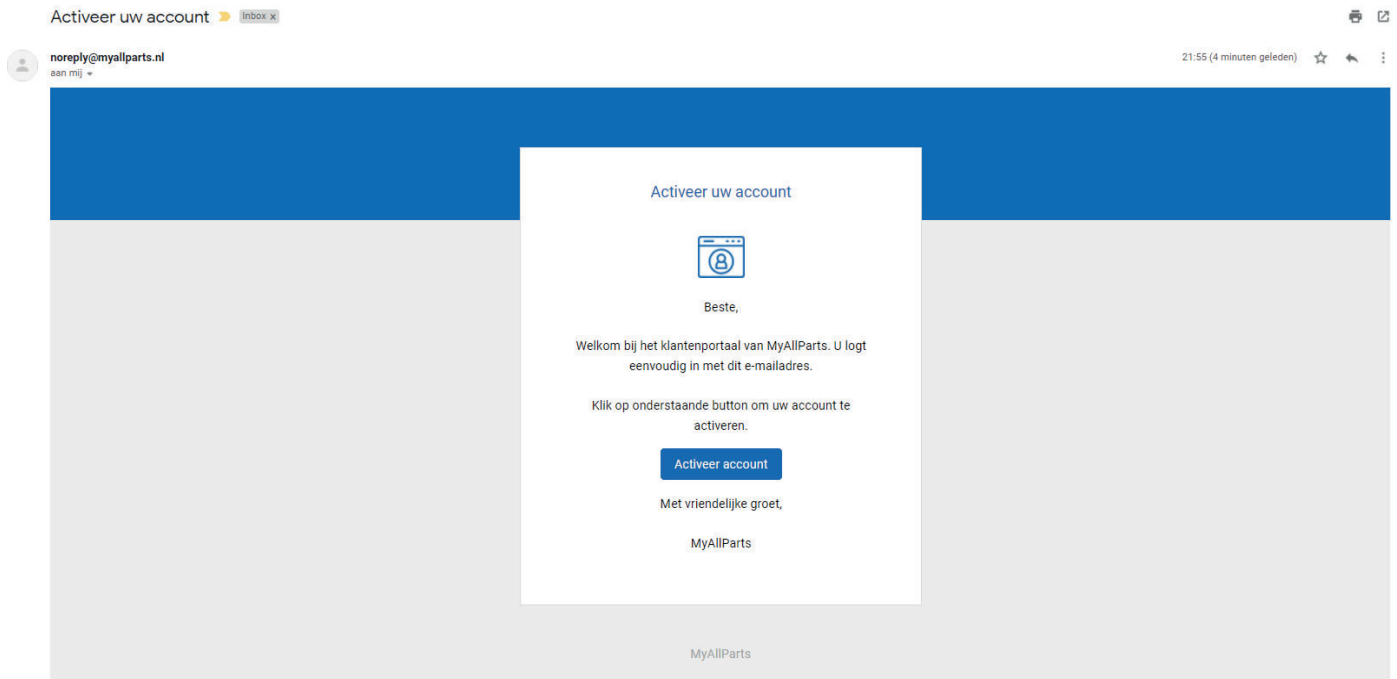 Activeer uw account
Inbox x
noreply@myallparts.nl
aan mij
21:55 (4 minuten geleden)
Activeer uw account
Beste,
Welkom bij het klantenportaal van MyAllParts. U logt
eenvoudig in met dit e-mailadres.
Klik op onderstaande button om uw account te
activeren.
Activeer account
Met vriendelijke groet,
MyAllParts
MyAllParts